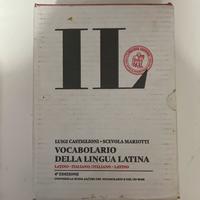 IL
LUIGI CASTIGLIONI • SCEVOLA MARIOTTI
VOCABOLARIO
DELLA LINGUA LATINA
LATINO • ITALIANO, ITALIANO • LATINO
4ª EDIZIONE